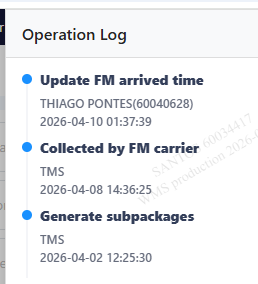 Operation Log
Update FM arrived time
THIAGO PONTES(60040628)
2026-04-10 01:37:39
Collected by FM carrier
TMS
2026-04-08 14:36:25
Generate subpackages
TMS
2026-04-02 12:25:30
60034417
WMS production 2026-0